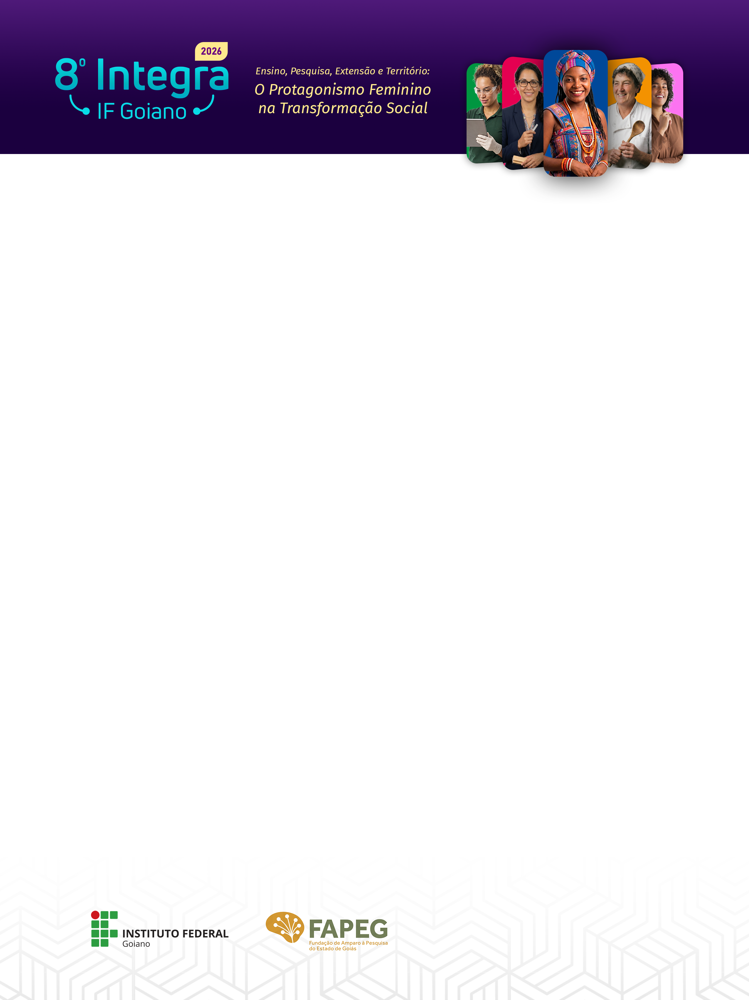 2026
8º Integra
IF Goiano
Ensino, Pesquisa, Extensão e Território:
O Protagonismo Feminino
na Transformação Social
INSTITUTO FEDERAL
Goiano
FAPEG
Fundação de Amparo à Pesquisa
do Estado de Goiás